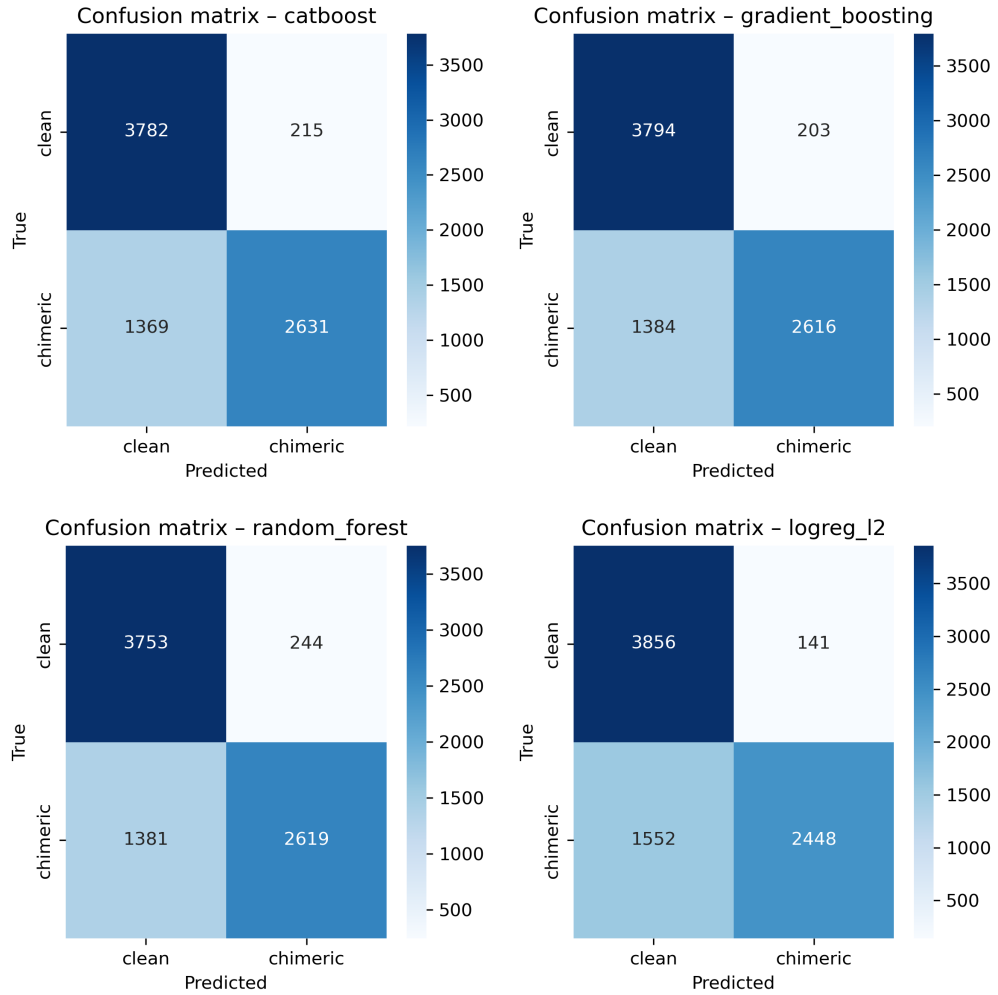 Confusion matrix – catboost
3782 215
1369 2631
clean
chimeric
True
clean chimeric
Predicted
3500
3000
2500
2000
1500
1000
500
Confusion matrix – gradient_boosting
3794 203
1384 2616
clean
chimeric
True
clean chimeric
Predicted
3500
3000
2500
2000
1500
1000
500
Confusion matrix – random_forest
3753 244
1381 2619
clean
chimeric
True
clean chimeric
Predicted
3500
3000
2500
2000
1500
1000
500
Confusion matrix – logreg_l2
3856 141
1552 2448
clean
chimeric
True
clean chimeric
Predicted
3500
3000
2500
2000
1500
1000
500